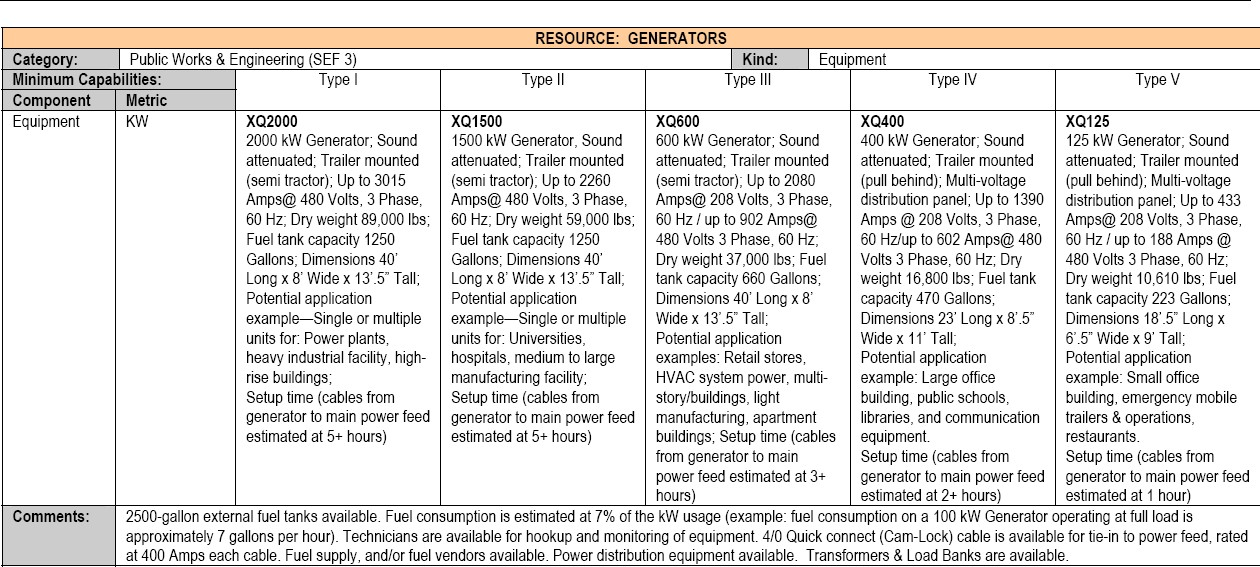 RESOURCE: GENERATORS
Category: Public Works & Engineering (SEF 3) Kind: Equipment
Minimum Capabilities: Type I Type II Type III Type IV Type V
Component Metric
Equipment KW
XQ2000
2000 kW Generator; Sound
attenuated; Trailer mounted
(semi tractor); Up to 3015
Amps@ 480 Volts, 3 Phase,
60 Hz; Dry weight 89,000 lbs;
Fuel tank capacity 1250
Gallons; Dimensions 40’
Long x 8’ Wide x 13’.5” Tall;
Potential application
example—Single or multiple
units for: Power plants,
heavy industrial facility, high-
rise buildings;
Setup time (cables from
generator to main power feed
estimated at 5+ hours)
XQ1500
1500 kW Generator, Sound
attenuated; Trailer mounted
(semi tractor); Up to 2260
Amps@ 480 Volts, 3 Phase,
60 Hz; Dry weight 59,000 lbs;
Fuel tank capacity 1250
Gallons; Dimensions 40’
Long x 8’ Wide x 13’.5” Tall;
Potential application
example—Single or multiple
units for: Universities,
hospitals, medium to large
manufacturing facility;
Setup time (cables from
generator to main power feed
estimated at 5+ hours)
XQ600
600 kW Generator; Sound
attenuated; Trailer mounted
(semi tractor); Up to 2080
Amps@ 208 Volts, 3 Phase,
60 Hz / up to 902 Amps@
480 Volts 3 Phase, 60 Hz;
Dry weight 37,000 lbs; Fuel
tank capacity 660 Gallons;
Dimensions 40’ Long x 8’
Wide x 13’.5” Tall;
Potential application
examples: Retail stores,
HVAC system power, multi-
story/buildings, light
manufacturing, apartment
buildings; Setup time (cables
from generator to main
power feed estimated at 3+
hours)
XQ400
400 kW Generator; Sound
attenuated; Trailer mounted
(pull behind); Multi-voltage
distribution panel; Up to 1390
Amps @ 208 Volts, 3 Phase,
60 Hz/up to 602 Amps@ 480
Volts 3 Phase, 60 Hz; Dry
weight 16,800 lbs; Fuel tank
capacity 470 Gallons;
Dimensions 23’ Long x 8’.5”
Wide x 11’ Tall;
Potential application
example: Large office
building, public schools,
libraries, and communication
equipment.
Setup time (cables from
generator to main power feed
estimated at 2+ hours)
XQ125
125 kW Generator; Sound
attenuated; Trailer mounted
(pull behind); Multi-voltage
distribution panel; Up to 433
Amps@ 208 Volts, 3 Phase,
60 Hz / up to 188 Amps @
480 Volts 3 Phase, 60 Hz;
Dry weight 10,610 lbs; Fuel
tank capacity 223 Gallons;
Dimensions 18’.5” Long x
6’.5” Wide x 9’ Tall;
Potential application
example: Small office
building, emergency mobile
trailers & operations,
restaurants.
Setup time (cables from
generator to main power feed
estimated at 1 hour)
Comments: 2500-gallon external fuel tanks available. Fuel consumption is estimated at 7% of the kW usage (example: fuel consumption on a 100 kW Generator operating at full load is
approximately 7 gallons per hour). Technicians are available for hookup and monitoring of equipment. 4/0 Quick connect (Cam-Lock) cable is available for tie-in to power feed, rated
at 400 Amps each cable. Fuel supply, and/or fuel vendors available. Power distribution equipment available. Transformers & Load Banks are available.